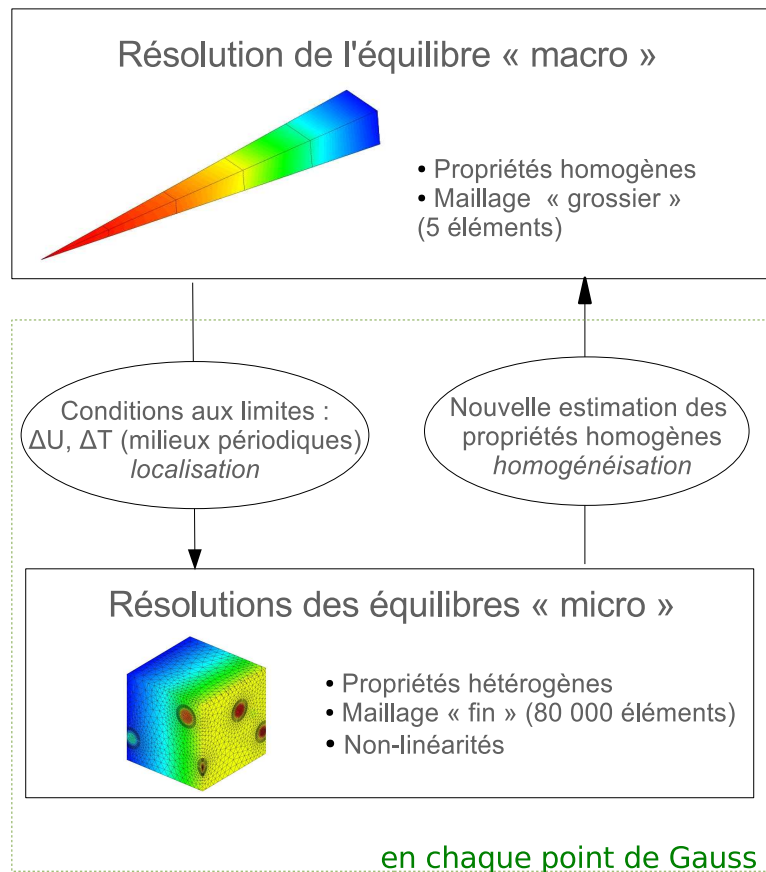 Résolution de l'équilibre « macro »
• Propriétés homogènes
• Maillage « grossier »
(5 éléments)
Conditions aux limites :
ΔU, ΔT (milieux périodiques)
localisation
Nouvelle estimation des
propriétés homogènes
homogénéisation
Résolutions des équilibres « micro »
• Propriétés hétérogènes
• Maillage « fin » (80 000 éléments)
• Non-linéarités
en chaque point de Gauss